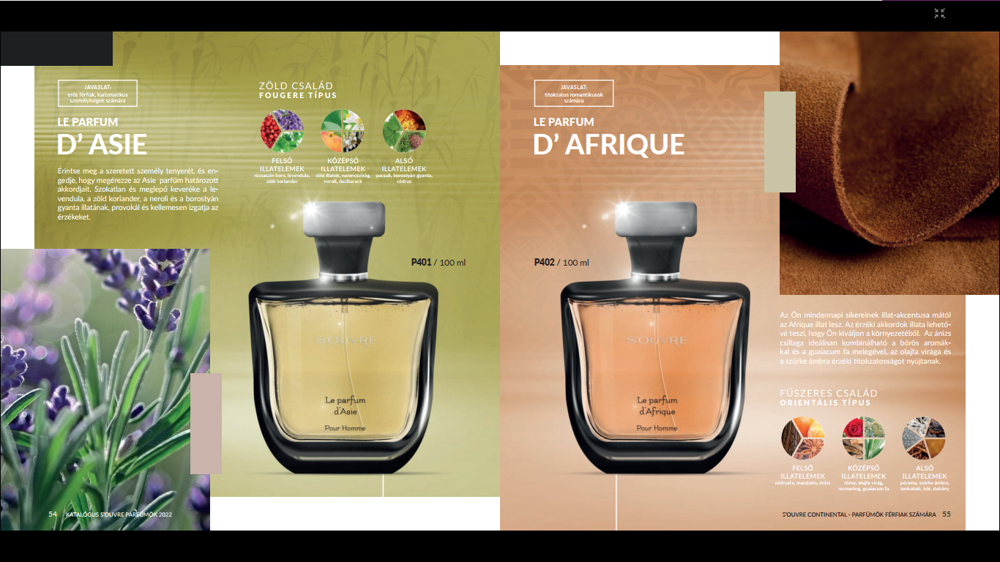 JAVASLAT:
erős férfiak, karizmatikus
személyiségek számára
LE PARFUM
D’ ASIE
Érintse meg a szeretett személy tenyerét, és en-
gedje, hogy megérezze az Asie parfüm határozott
akkordjait. Szokatlan és meglepő keveréke a le-
vendula, a zöld koriander, a neroli és a borostyán
gyanta illatának, provokál és kellemesen izgatja az
érzékeket.
ZÖLD CSALÁD
FOUGERE TÍPUS
FELSŐ
ILLATELEMEK
rózsaszín bors, levendula,
zöld koriander
KÖZÉPSŐ
ILLATELEMEK
zöld illatok, narancsvirág,
neroli, őszibarack
ALSÓ
ILLATELEMEK
pacsuli, borostyán gyanta,
cédrus
P401 / 100 ml
S'OUVRE
Le parfum
d'Asie
Pour Homme
54 KATALÓGUS S'OUVRE PARFÜMÖK 2022
JAVASLAT:
titokzatos romantikusok
számára
LE PARFUM
D’ AFRIQUE
P402 / 100 ml
S'OUVRE
Le parfum
d'Afrique
Pour Homme
Az Ön mindennapi sikereinek illat-akcentusa mától
az Afrique illat lesz. Az érzéki akkordok illata lehető-
vé teszi, hogy Ön kiváljon a környezetéből. Az ánizs
csillaga ideálisan kombinálható a bőrös aromák-
kal és a guaiacum fa melegével, az olajfa virága és
a szürke ámbra érzéki titokzatosságot nyújtanak.
FŰSZERES CSALÁD
ORIENTÁLIS TÍPUS
FELSŐ
ILLATELEMEK
cédrusfa, mandarin, ánizs
KÖZÉPSŐ
ILLATELEMEK
rózsa, olajfa virág,
rozmaring, guaiacum fa
ALSÓ
ILLATELEMEK
pézsma, szürke ámbra,
tonkabab, bőr, dohány
S'OUVRE CONTINENTAL - PARFÜMÖK FÉRFIAK SZÁMÁRA 55